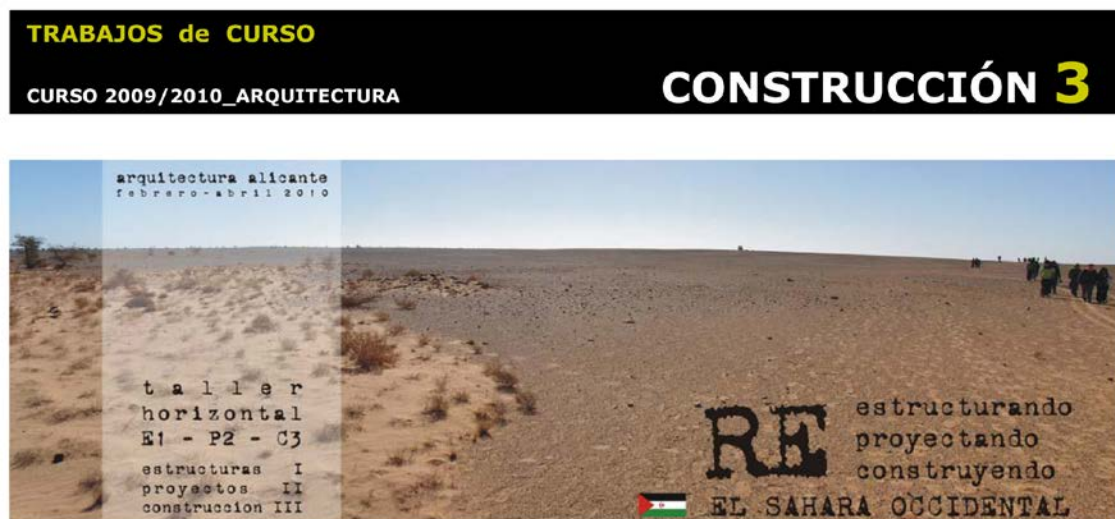 TRABAJOS de CURSO
CURSO 2009/2010_ARQUITECTURA
CONSTRUCCIÓN 3
arquitectura alicante
febrero-abril 2010
taller
horizontal
E1 - P2 - C3
estructuras I
proyectos II
construccion III
RE
estructurando
proyectando
construyendo
EL SAHARA OCCIDENTAL